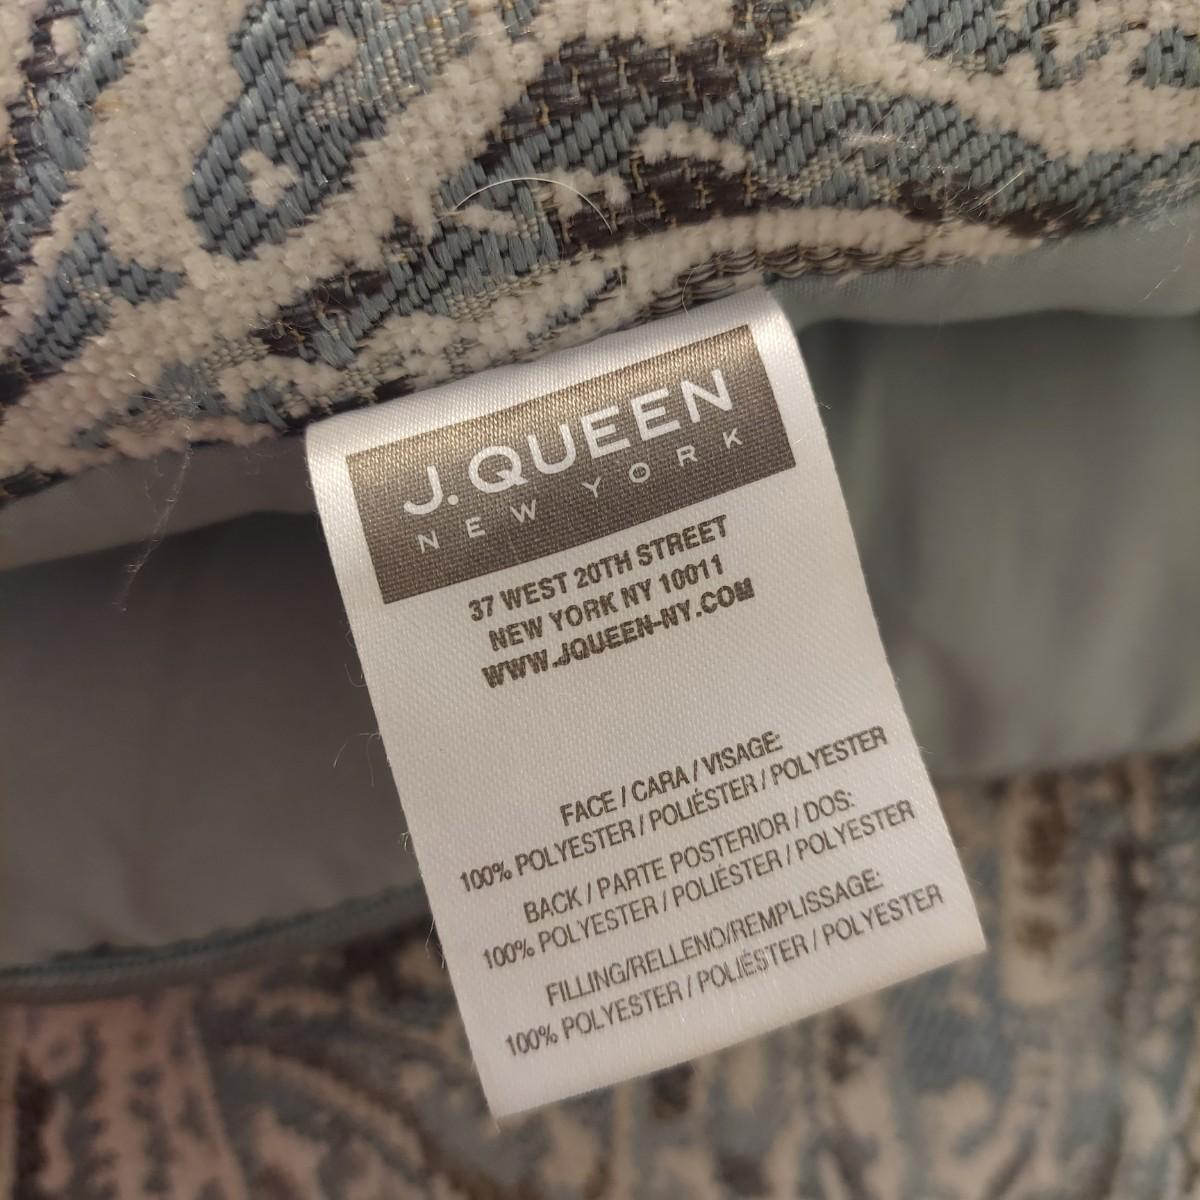 J. QUEEN
NEW YORK
37 WEST 20TH STREET
NEW YORK NY 10011
WWW.JQUEEN-NY.COM
FACE / CARA / VISAGE:
100% POLYESTER / POLIÉSTER / POLYESTER
BACK / PARTE POSTERIOR / DOS:
100% POLYESTER / POLIÉSTER / POLYESTER
FILLING/RELLENO/REMPLISSAGE:
100% POLYESTER / POLIÉSTER / POLYESTER